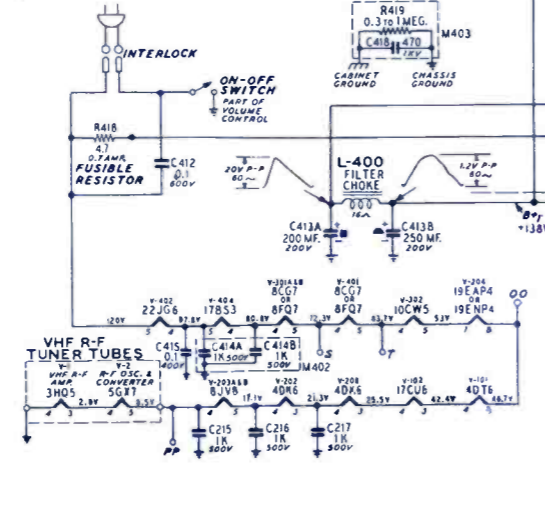 R419
0.3 to 1MEG.
C418 470
1KV
M403
CABINET GROUND
CHASSIS GROUND
INTERLOCK
ON-OFF
SWITCH
PART OF
VOLUME
CONTROL
R418
4.7
0.7 AMP.
FUSIBLE
RESISTOR
C412
0.1
600V
20V P-P
60~
L-400
FILTER
CHOKE
16Ω
1.2V P-P
60~
C413A
200 MF.
200V
C413B
250 MF.
200V
B+
+138
V-402
22JG6
V-404
17BS3
V-301A&B
8CG7
OR
8FQ7
V-401
8CG7
OR
8FQ7
V-302
10CW5
V-204
19EAP4
OR
19ENP4
OO
120V
97.8V
80.8V
72.3V
63.7V
53V
C415
0.1
400V
C414A
1K 500V
C414B
1K
500V
M402
S
T
VHF R-F
TUNER TUBES
V-1
VHF R-F
AMP.
3HQ5
V-2
R-F OSC. &
CONVERTER
5GX7
2.9V
8.5V
V-203A&B
8JV8
V-202
4DK6
V-201
4DK6
V-102
17CU6
V-101
4DT6
17.1V
21.3V
25.5V
42.4V
46.7V
PP
C215
1K
500V
C216
1K
500V
C217
1K
500V